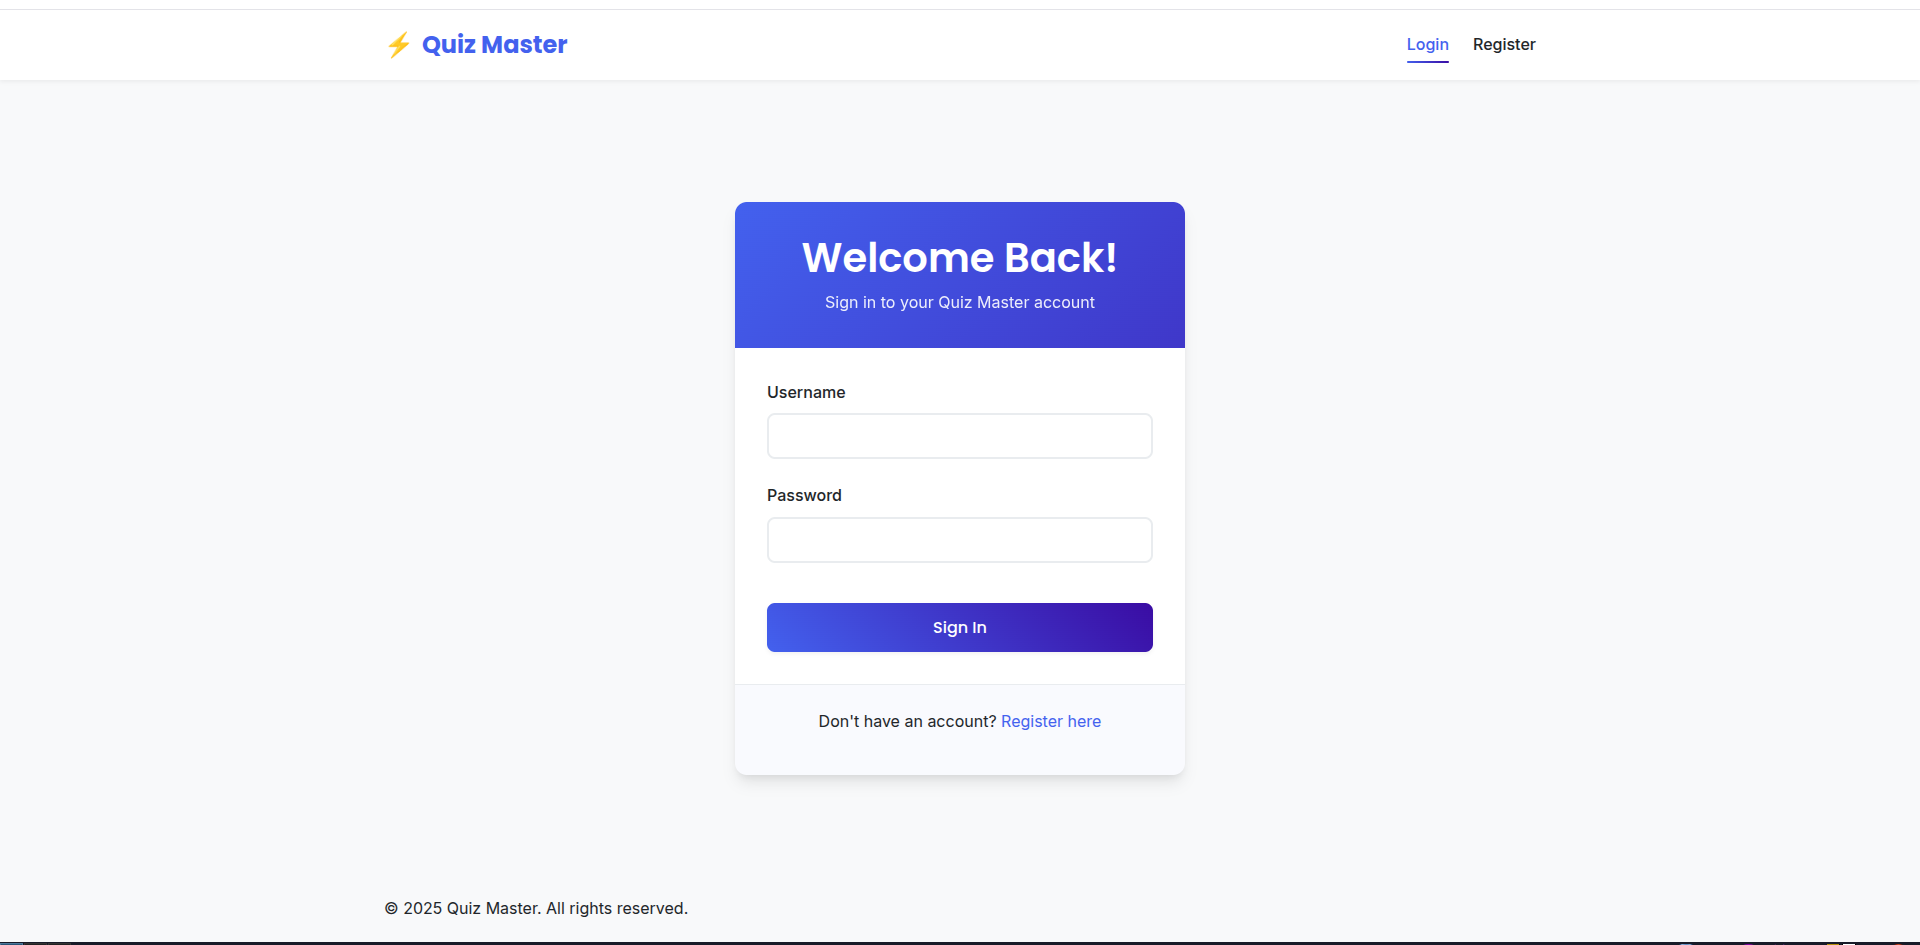 ⚡ Quiz Master
Login
Register
Welcome Back!
Sign in to your Quiz Master account
Username
Password
Sign In
Don't have an account? Register here
© 2025 Quiz Master. All rights reserved.